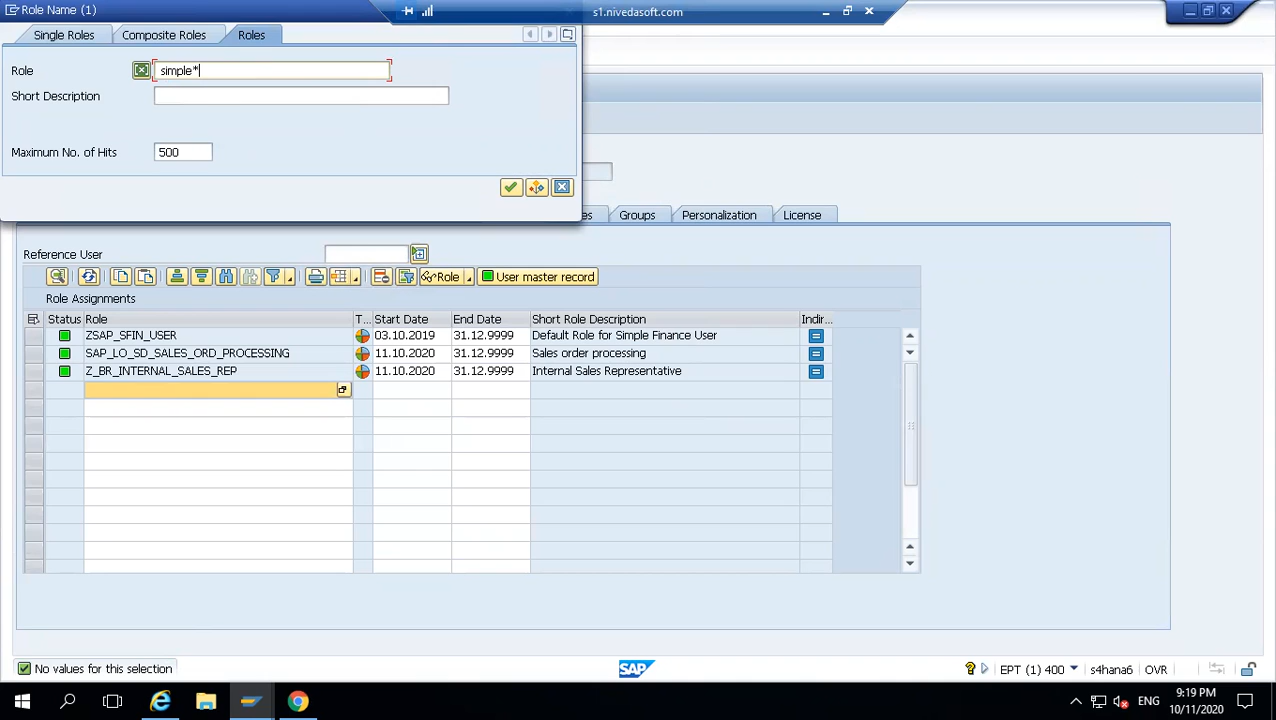 Role Name (1)
s1.nivedasoft.com
Single Roles Composite Roles Roles
Role simple*
Short Description
Maximum No. of Hits 500
es Groups Personalization License
Reference User
Role User master record
Role Assignments
Status Role T... Start Date End Date Short Role Description Indir...
ZSAP_SFIN_USER 03.10.2019 31.12.9999 Default Role for Simple Finance User
SAP_LO_SD_SALES_ORD_PROCESSING 11.10.2020 31.12.9999 Sales order processing
Z_BR_INTERNAL_SALES_REP 11.10.2020 31.12.9999 Internal Sales Representative
No values for this selection SAP EPT (1) 400 s4hana6 OVR
ENG 9:19 PM
10/11/2020